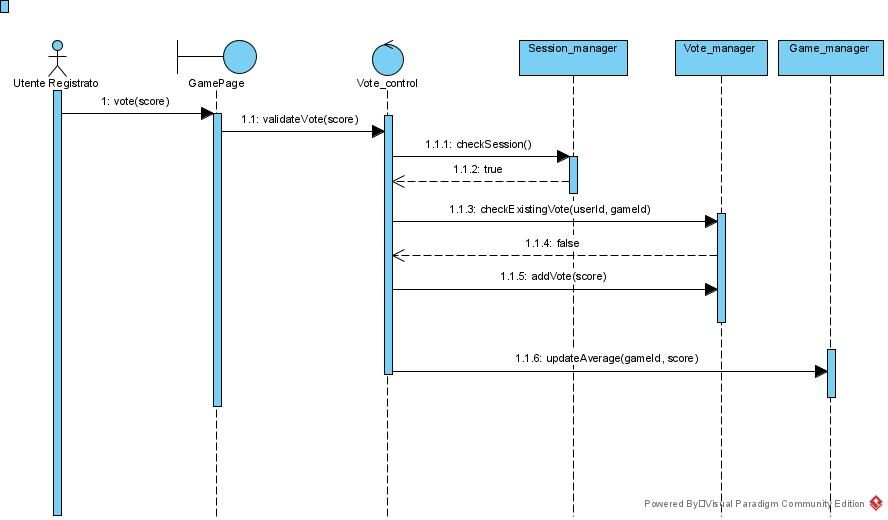 Utente Registrato
GamePage
Vote_control
Session_manager
Vote_manager
Game_manager
1: vote(score)
1.1: validateVote(score)
1.1.1: checkSession()
1.1.2: true
1.1.3: checkExistingVote(userId, gameId)
1.1.4: false
1.1.5: addVote(score)
1.1.6: updateAverage(gameId, score)
Powered By Visual Paradigm Community Edition